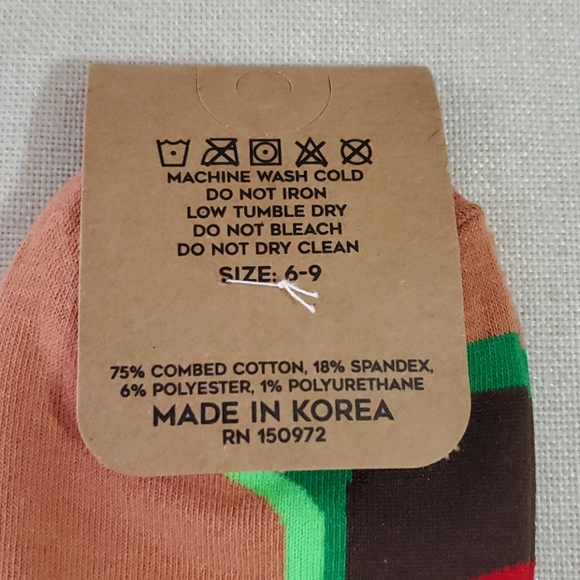 MACHINE WASH COLD
DO NOT IRON
LOW TUMBLE DRY
DO NOT BLEACH
DO NOT DRY CLEAN
SIZE: 6-9
75% COMBED COTTON, 18% SPANDEX,
6% POLYESTER, 1% POLYURETHANE
MADE IN KOREA
RN 150972